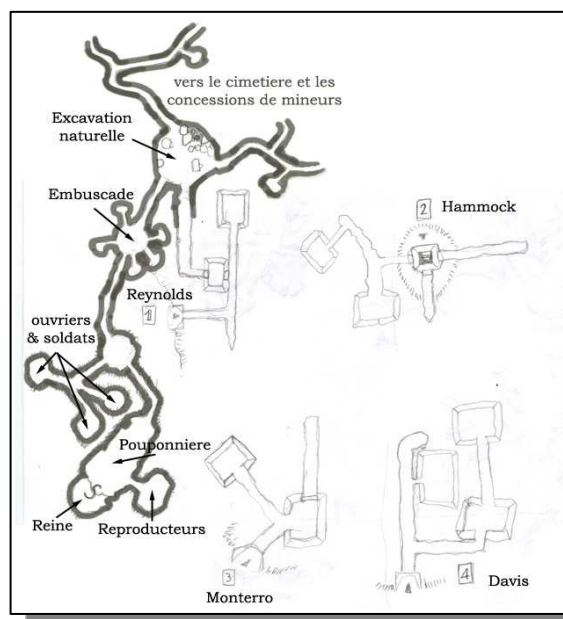 vers le cimetiere et les
concessions de mineurs
Excavation
naturelle
Embuscade
2 Hammock
Reynolds
1
ouvriers
& soldats
Pouponniere
Reine
Reproducteurs
3
Monterro
4 Davis